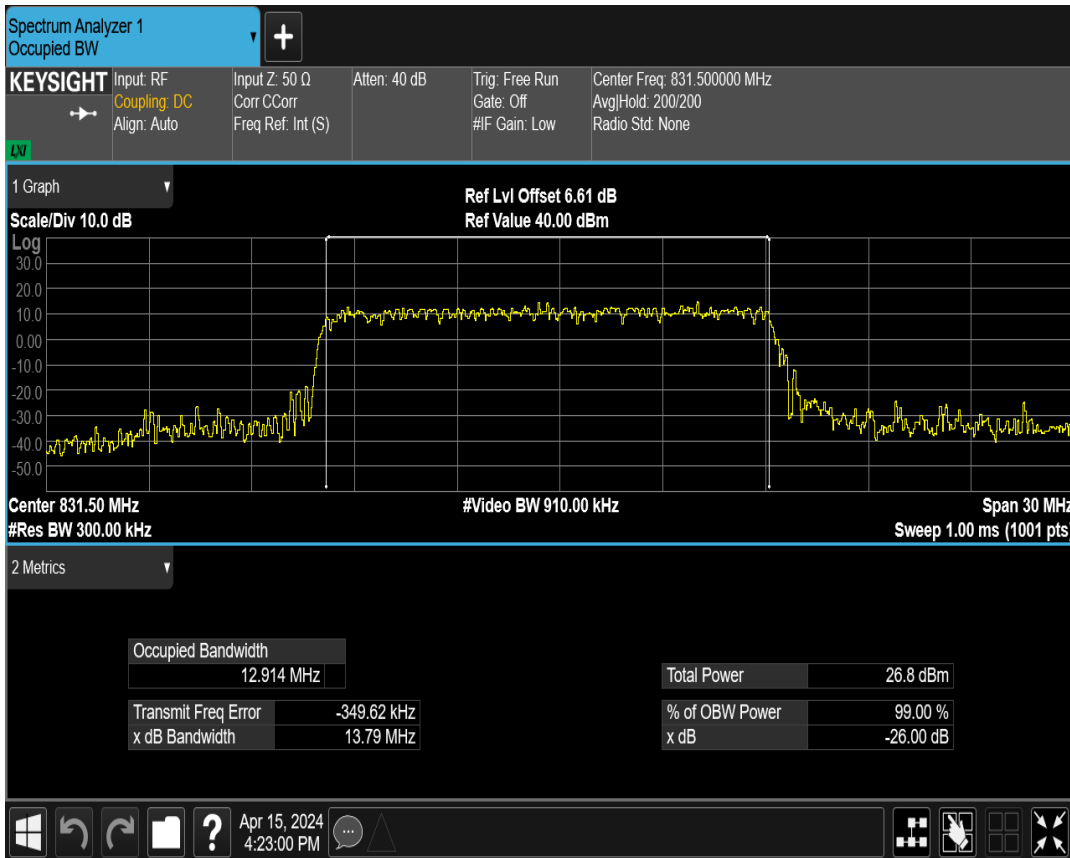 Spectrum Analyzer 1
Occupied BW
+
KEYSIGHT
LXI
Input: RF
Coupling: DC
Align: Auto
Input Z: 50 Ω
Corr CCorr
Freq Ref: Int (S)
Atten: 40 dB
Trig: Free Run
Gate: Off
#IF Gain: Low
Center Freq: 831.500000 MHz
Avg|Hold: 200/200
Radio Std: None
1 Graph
Ref Lvl Offset 6.61 dB
Scale/Div 10.0 dB
Ref Value 40.00 dBm
Log
30.0
20.0
10.0
0.00
-10.0
-20.0
-30.0
-40.0
-50.0
Center 831.50 MHz
#Video BW 910.00 kHz
Span 30 MHz
#Res BW 300.00 kHz
Sweep 1.00 ms (1001 pts)
2 Metrics
Occupied Bandwidth
12.914 MHz
Total Power 26.8 dBm
Transmit Freq Error -349.62 kHz
% of OBW Power 99.00 %
x dB Bandwidth 13.79 MHz
x dB -26.00 dB
?
Apr 15, 2024
4:23:00 PM